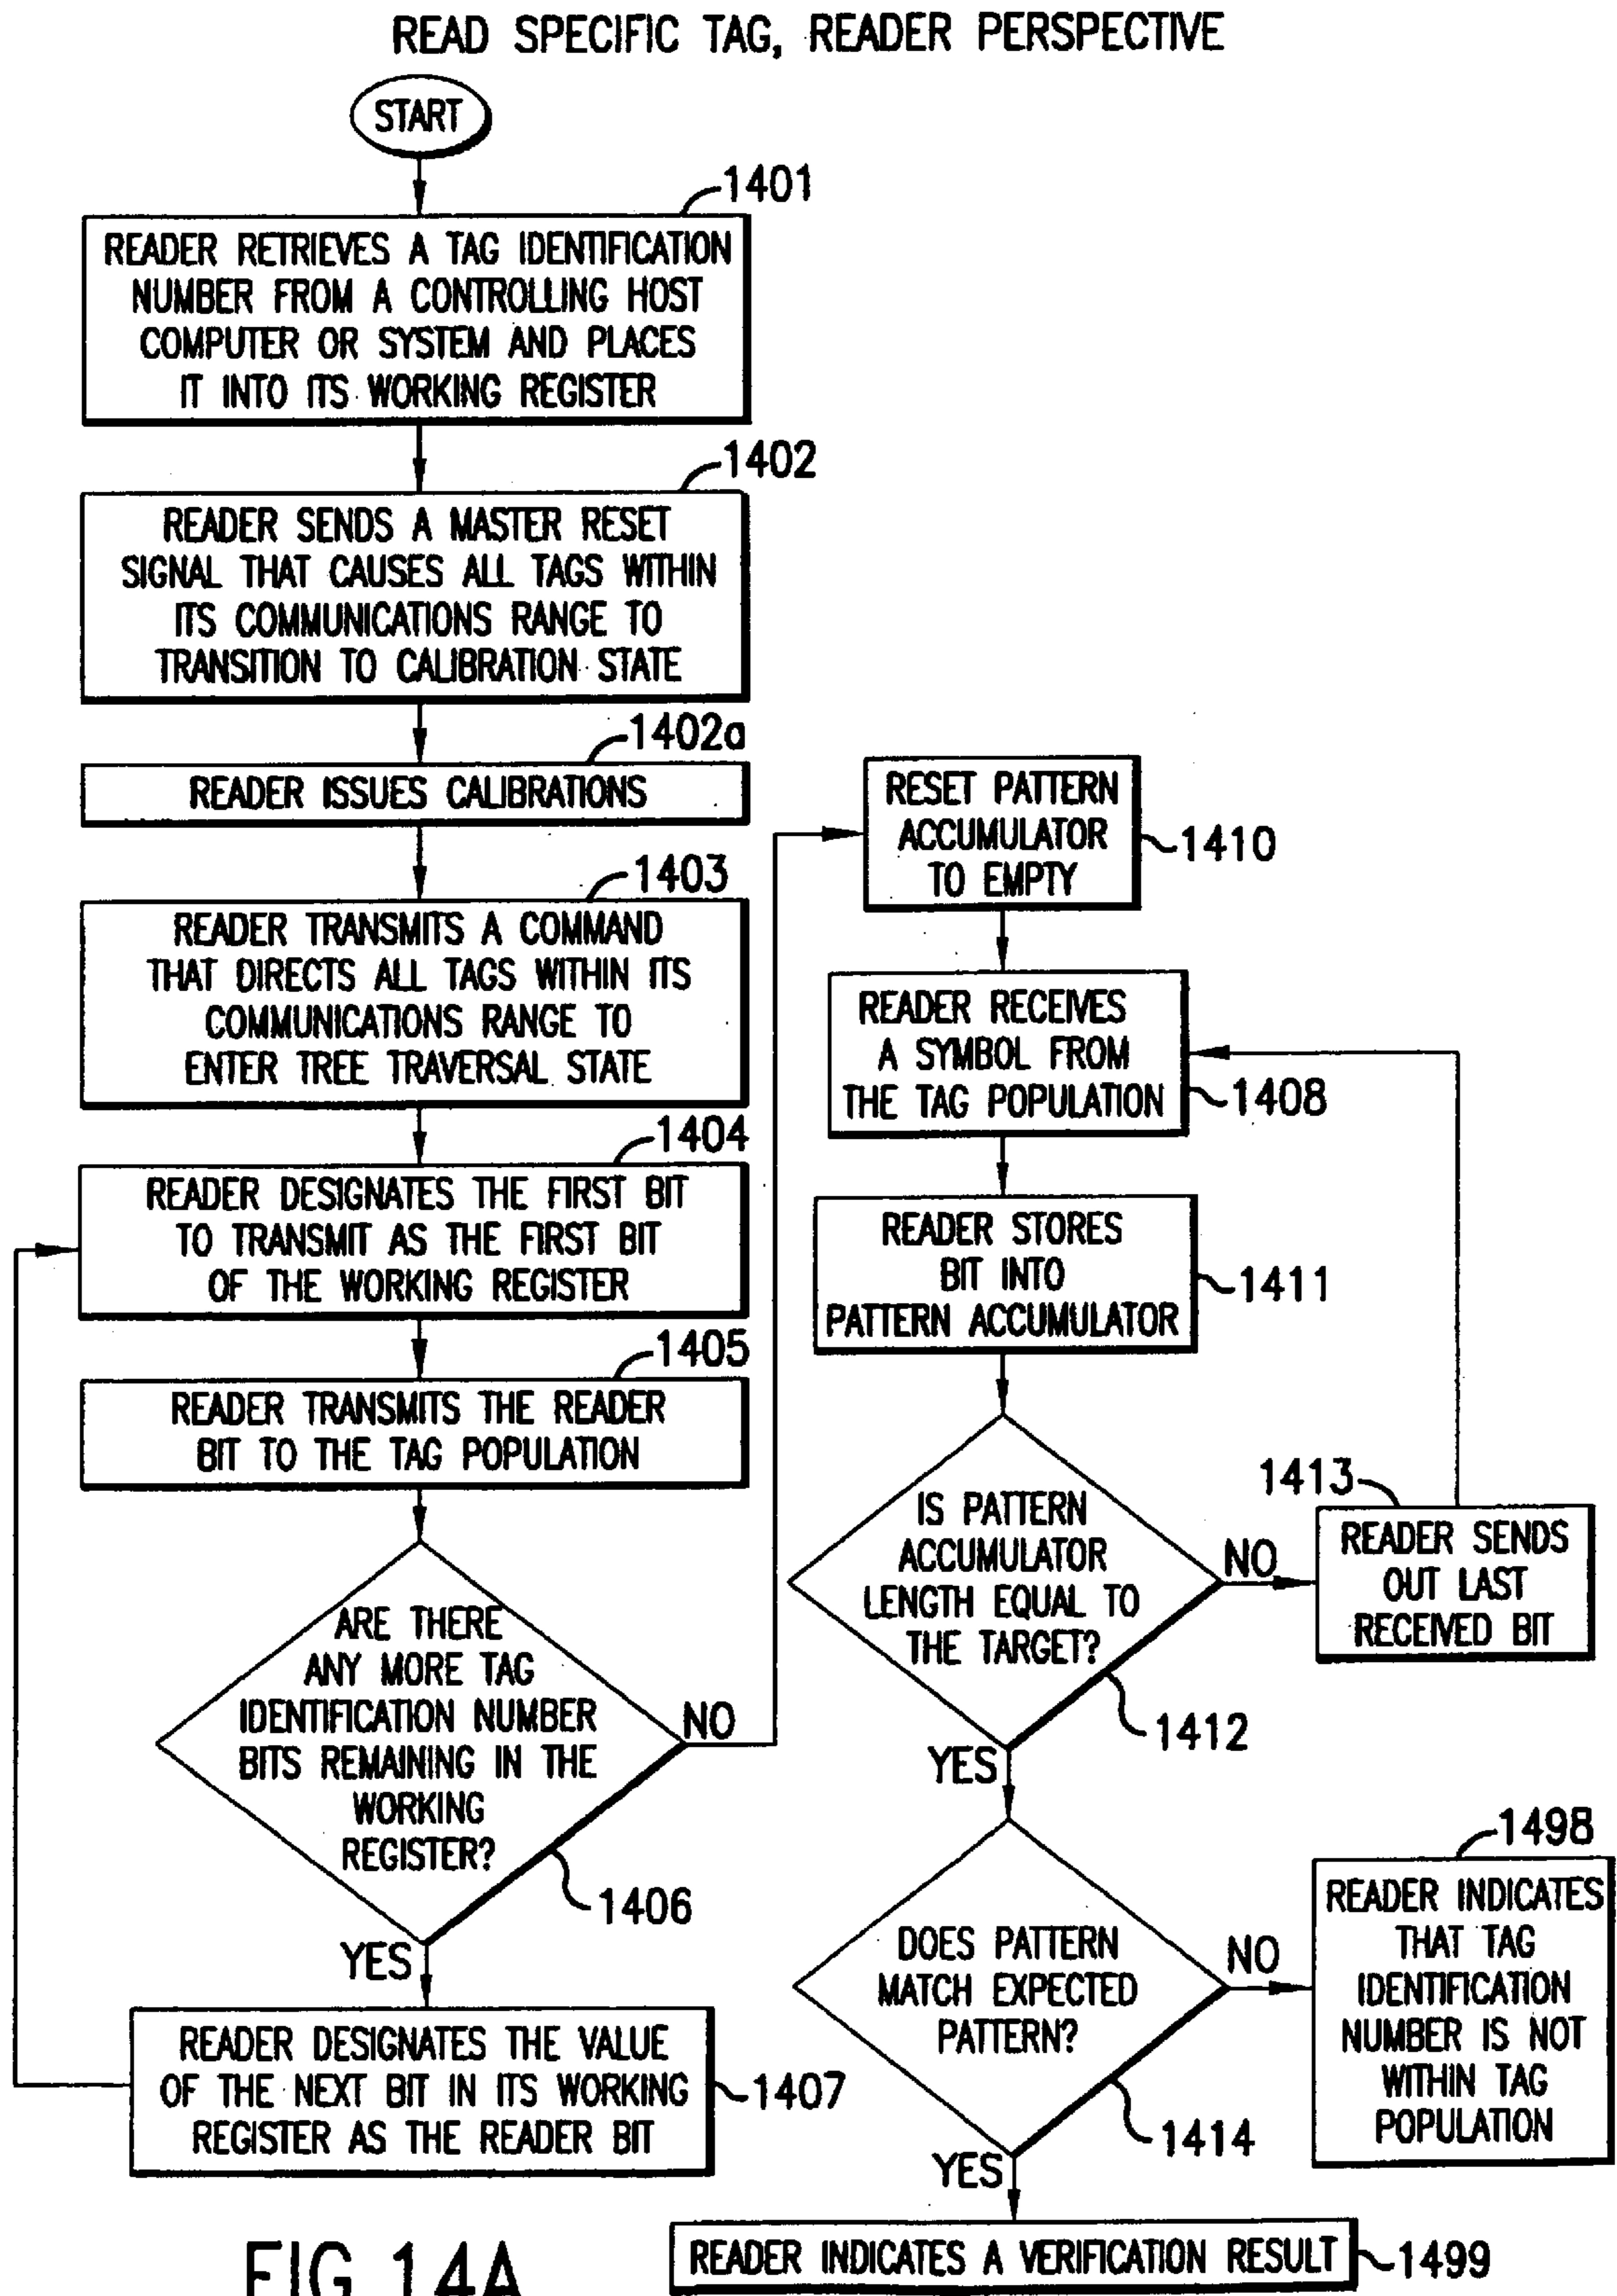 READ SPECIFIC TAG, READER PERSPECTIVE
START
1401
READER RETRIEVES A TAG IDENTIFICATION
NUMBER FROM A CONTROLLING HOST
COMPUTER OR SYSTEM AND PLACES
IT INTO ITS WORKING REGISTER
1402
READER SENDS A MASTER RESET
SIGNAL THAT CAUSES ALL TAGS WITHIN
ITS COMMUNICATIONS RANGE TO
TRANSITION TO CALIBRATION STATE
1402a
READER ISSUES CALIBRATIONS
1403
READER TRANSMITS A COMMAND
THAT DIRECTS ALL TAGS WITHIN ITS
COMMUNICATIONS RANGE TO
ENTER TREE TRAVERSAL STATE
1404
READER DESIGNATES THE FIRST BIT
TO TRANSMIT AS THE FIRST BIT
OF THE WORKING REGISTER
1405
READER TRANSMITS THE READER
BIT TO THE TAG POPULATION
ARE THERE
ANY MORE TAG
IDENTIFICATION NUMBER
BITS REMAINING IN THE
WORKING
REGISTER?
NO
1406
YES
READER DESIGNATES THE VALUE
OF THE NEXT BIT IN ITS WORKING
REGISTER AS THE READER BIT
1407
RESET PATTERN
ACCUMULATOR
TO EMPTY
1410
READER RECEIVES
A SYMBOL FROM
THE TAG POPULATION
1408
READER STORES
BIT INTO
PATTERN ACCUMULATOR
1411
IS PATTERN
ACCUMULATOR
LENGTH EQUAL TO
THE TARGET?
NO
1412
1413
READER SENDS
OUT LAST
RECEIVED BIT
YES
DOES PATTERN
MATCH EXPECTED
PATTERN?
NO
1414
1498
READER INDICATES
THAT TAG
IDENTIFICATION
NUMBER IS NOT
WITHIN TAG
POPULATION
YES
READER INDICATES A VERIFICATION RESULT
1499
FIG 14A